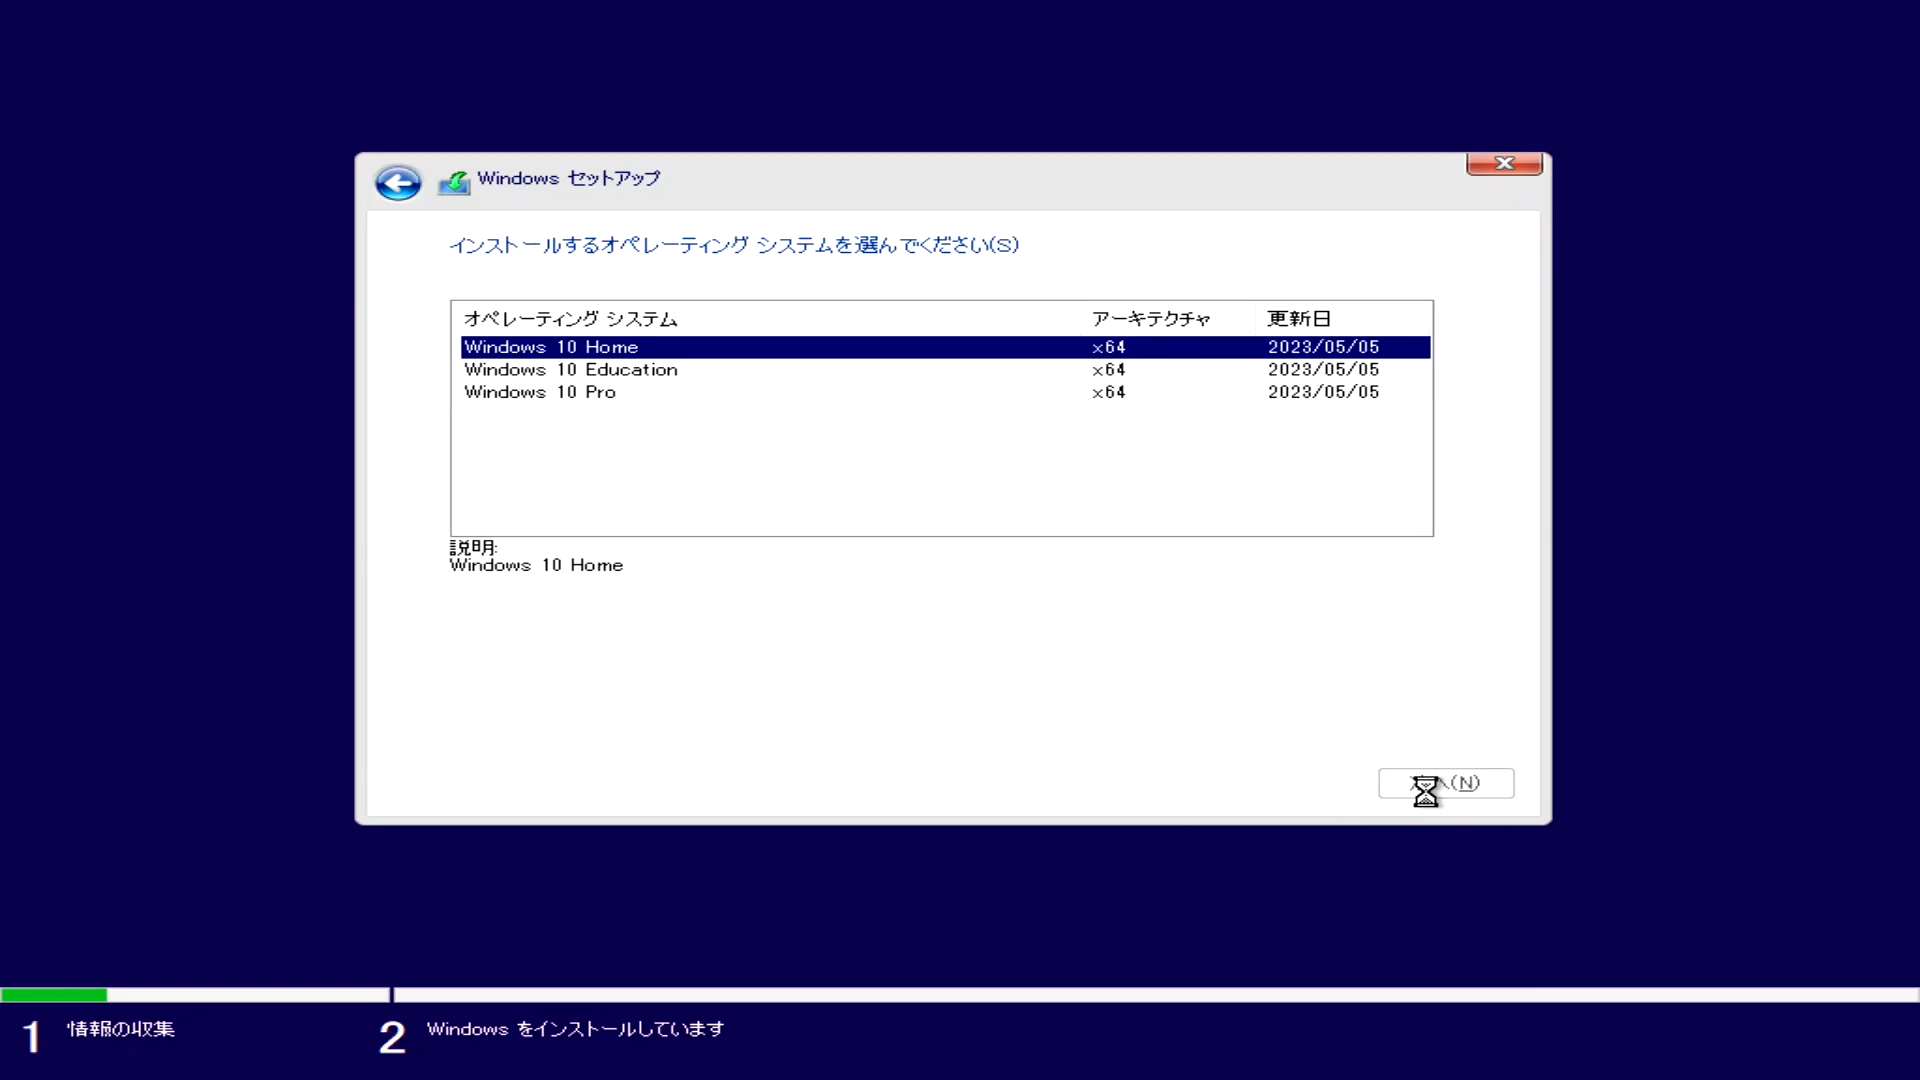 Windows セットアップ
インストールするオペレーティング システムを選んでください(S)
オペレーティング システム アーキテクチャ 更新日
Windows 10 Home x64 2023/05/05
Windows 10 Education x64 2023/05/05
Windows 10 Pro x64 2023/05/05
説明:
Windows 10 Home
(N)
1 情報の収集 2 Windows をインストールしています